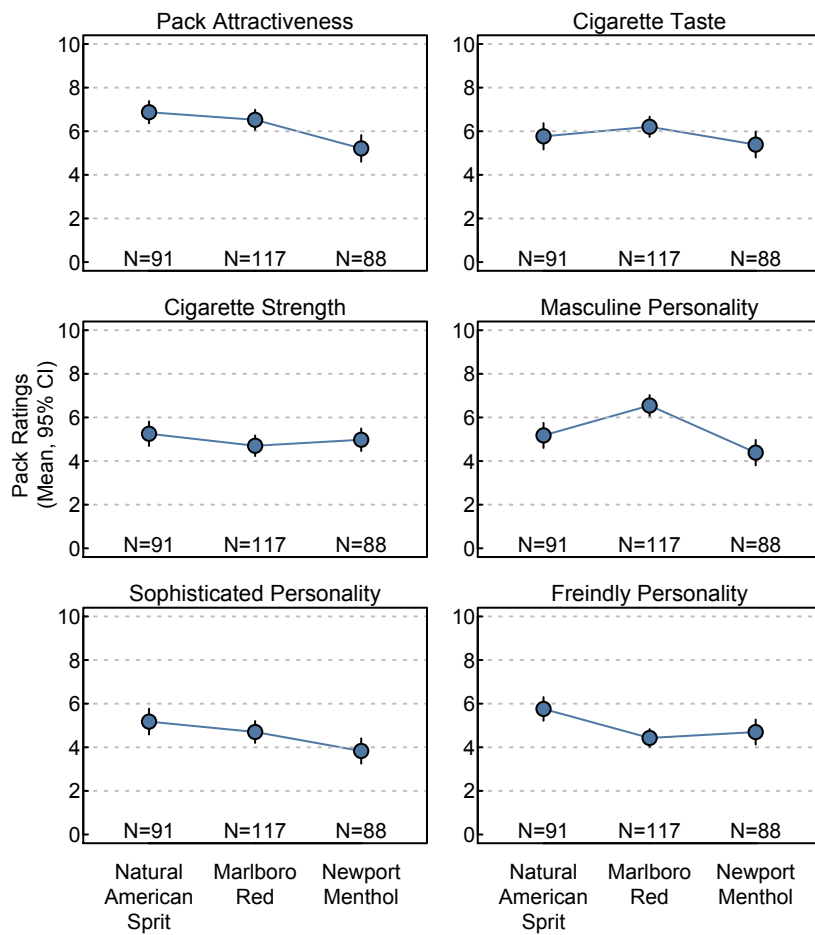 Pack Attractiveness
10
8
6
4
2
0
N=91 N=117 N=88
Cigarette Taste
10
8
6
4
2
0
N=91 N=117 N=88
Pack Ratings
(Mean, 95% CI)
Cigarette Strength
10
8
6
4
2
0
N=91 N=117 N=88
Masculine Personality
10
8
6
4
2
0
N=91 N=117 N=88
Sophisticated Personality
10
8
6
4
2
0
N=91 N=117 N=88
Natural
American
Sprit
Marlboro
Red
Newport
Menthol
Freindly Personality
10
8
6
4
2
0
N=91 N=117 N=88
Natural
American
Sprit
Marlboro
Red
Newport
Menthol